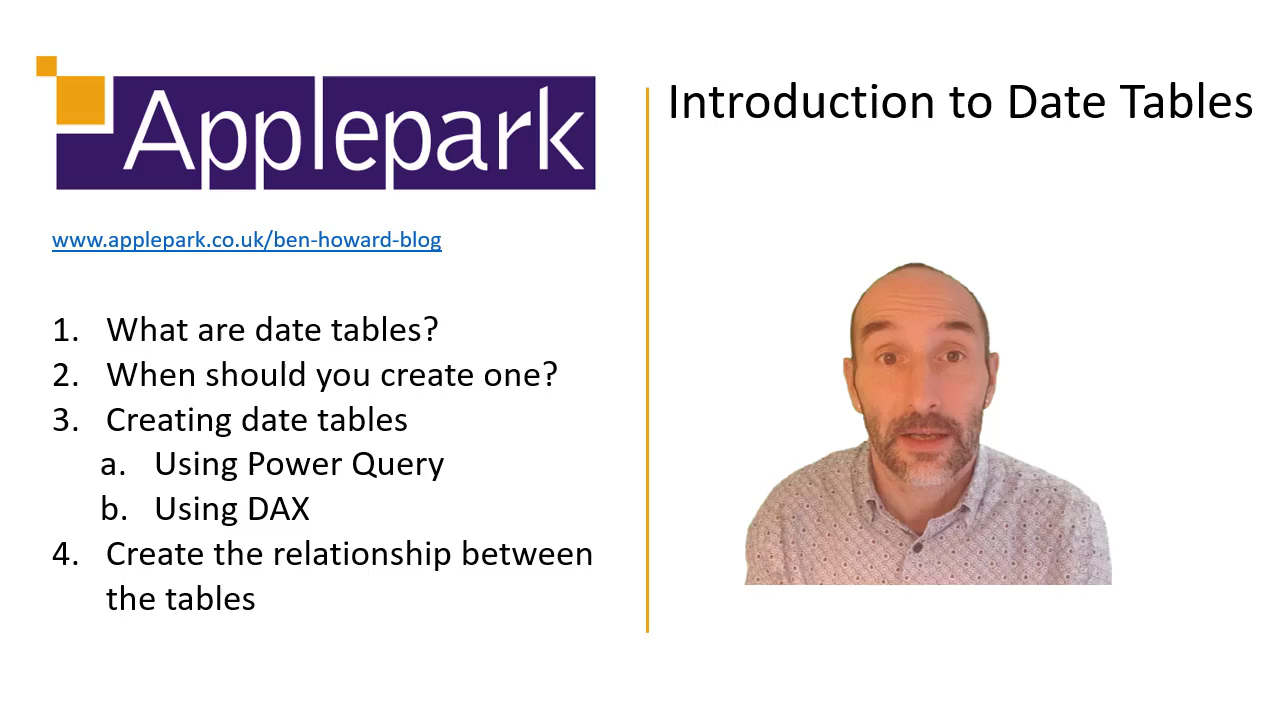 Applepark
www.applepark.co.uk/ben-howard-blog
1. What are date tables?
2. When should you create one?
3. Creating date tables
a. Using Power Query
b. Using DAX
4. Create the relationship between
the tables
Introduction to Date Tables